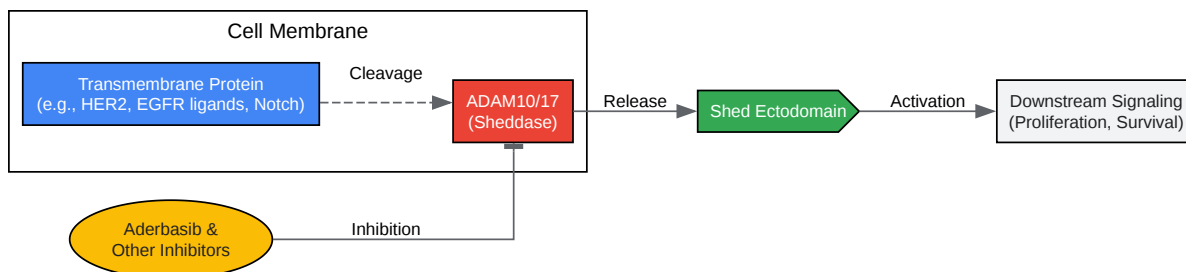 Cell Membrane
Transmembrane Protein
(e.g., HER2, EGFR ligands, Notch)
Cleavage
ADAM10/17
(Sheddase)
Release
Shed Ectodomain
Activation
Downstream Signaling
(Proliferation, Survival)
Aderbasib &
Other Inhibitors
Inhibition